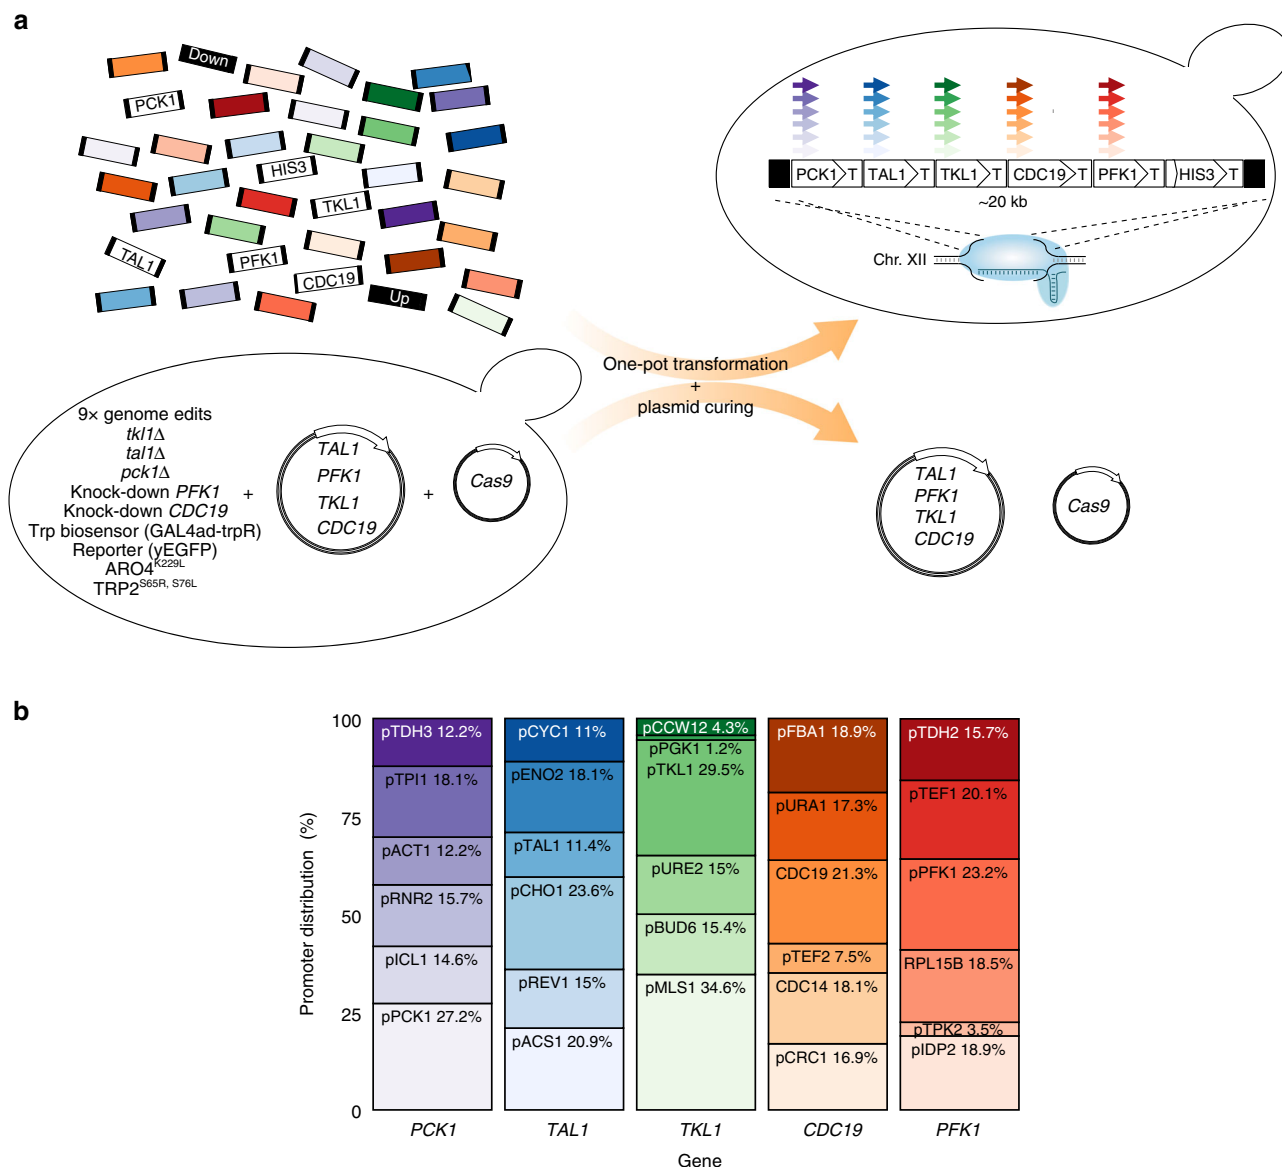 a
Down
PCK1
HIS3
TKL1
TAL1
PFK1
CDC19
Up
PCK1 T TAL1 T TKL1 T CDC19 T PFK1 T HIS3 T
~20 kb
Chr. XII
One-pot transformation
+
plasmid curing
9× genome edits
tkl1Δ
tal1Δ
pck1Δ
Knock-down PFK1
Knock-down CDC19
Trp biosensor (GAL4ad-trpR)
Reporter (yEGFP)
ARO4K229L
TRP2S65R, S76L
+
TAL1
PFK1
TKL1
CDC19
+
Cas9
TAL1
PFK1
TKL1
CDC19
Cas9
b
Promoter distribution (%)
100
75
50
25
0
pTDH3 12.2%
pTPI1 18.1%
pACT1 12.2%
pRNR2 15.7%
pICL1 14.6%
pPCK1 27.2%
pCYC1 11%
pENO2 18.1%
pTAL1 11.4%
pCHO1 23.6%
pREV1 15%
pACS1 20.9%
pCCW12 4.3%
pPGK1 1.2%
pTKL1 29.5%
pURE2 15%
pBUD6 15.4%
pMLS1 34.6%
pFBA1 18.9%
pURA1 17.3%
CDC19 21.3%
pTEF2 7.5%
CDC14 18.1%
pCRC1 16.9%
pTDH2 15.7%
pTEF1 20.1%
pPFK1 23.2%
RPL15B 18.5%
pTPK2 3.5%
pIDP2 18.9%
PCK1 TAL1 TKL1 CDC19 PFK1
Gene